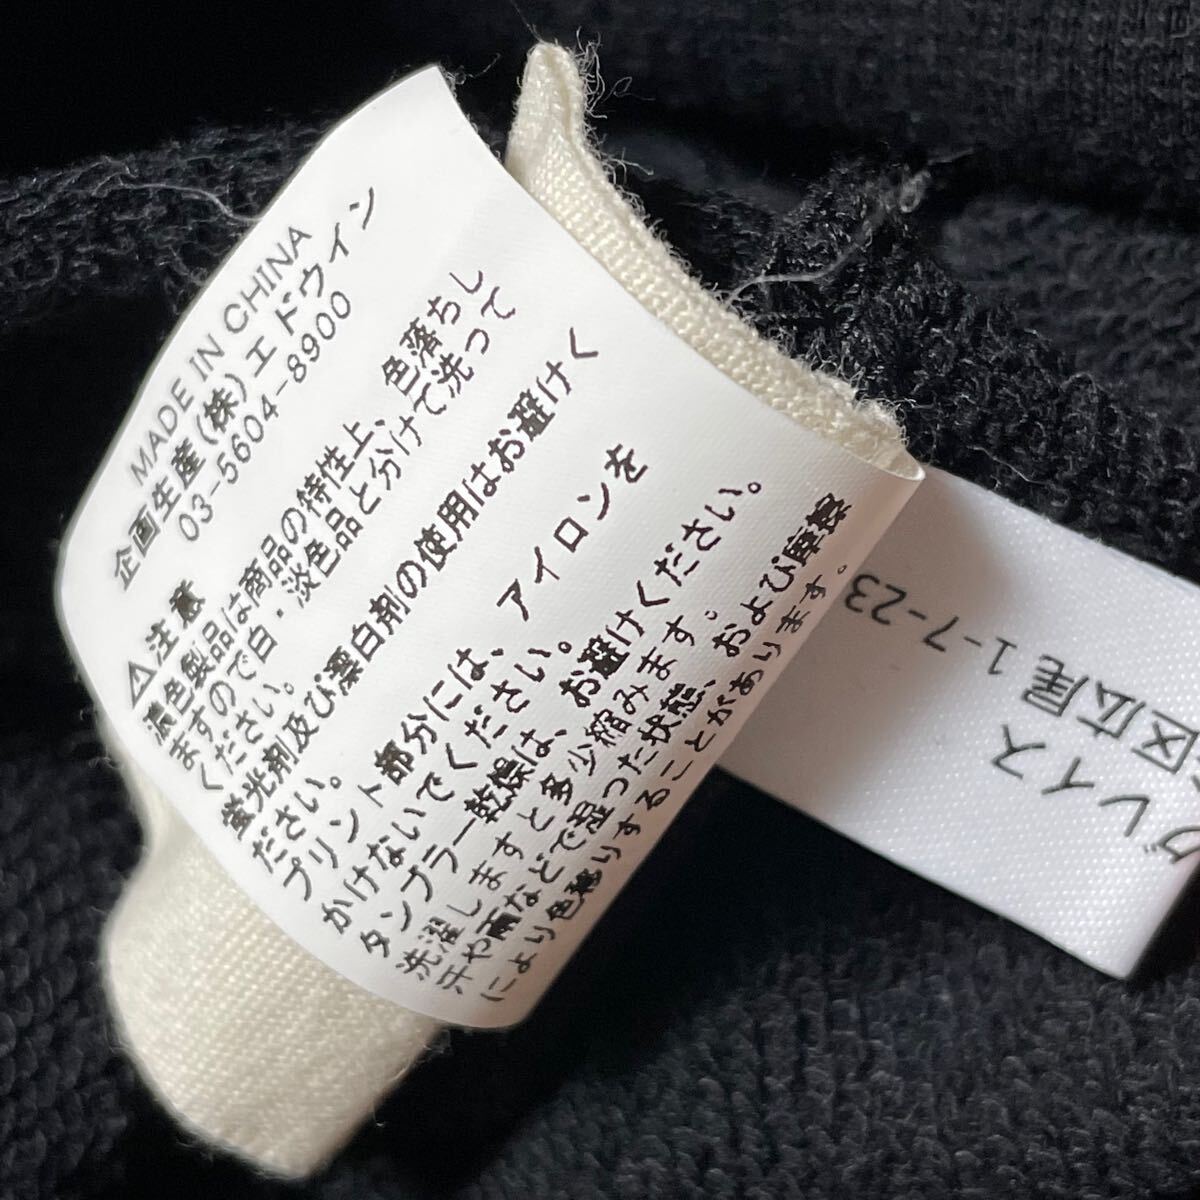 MADE IN CHINA
企画生産(株)エドウイン
03-5604-8900
⚠注意
濃色製品は商品の特性上、色落ちし
ますので白・淡色品と分けて洗って
ください。
蛍光剤及び漂白剤の使用はお避けく
ださい。
プリント部分には、アイロンを
かけないでください。
タンブラー乾燥は、お避けください。
洗濯しますと多少縮みます。
汗や雨などで湿った状態、および摩擦
により色移りすることがあります。
グレイス
区広尾1-7-23